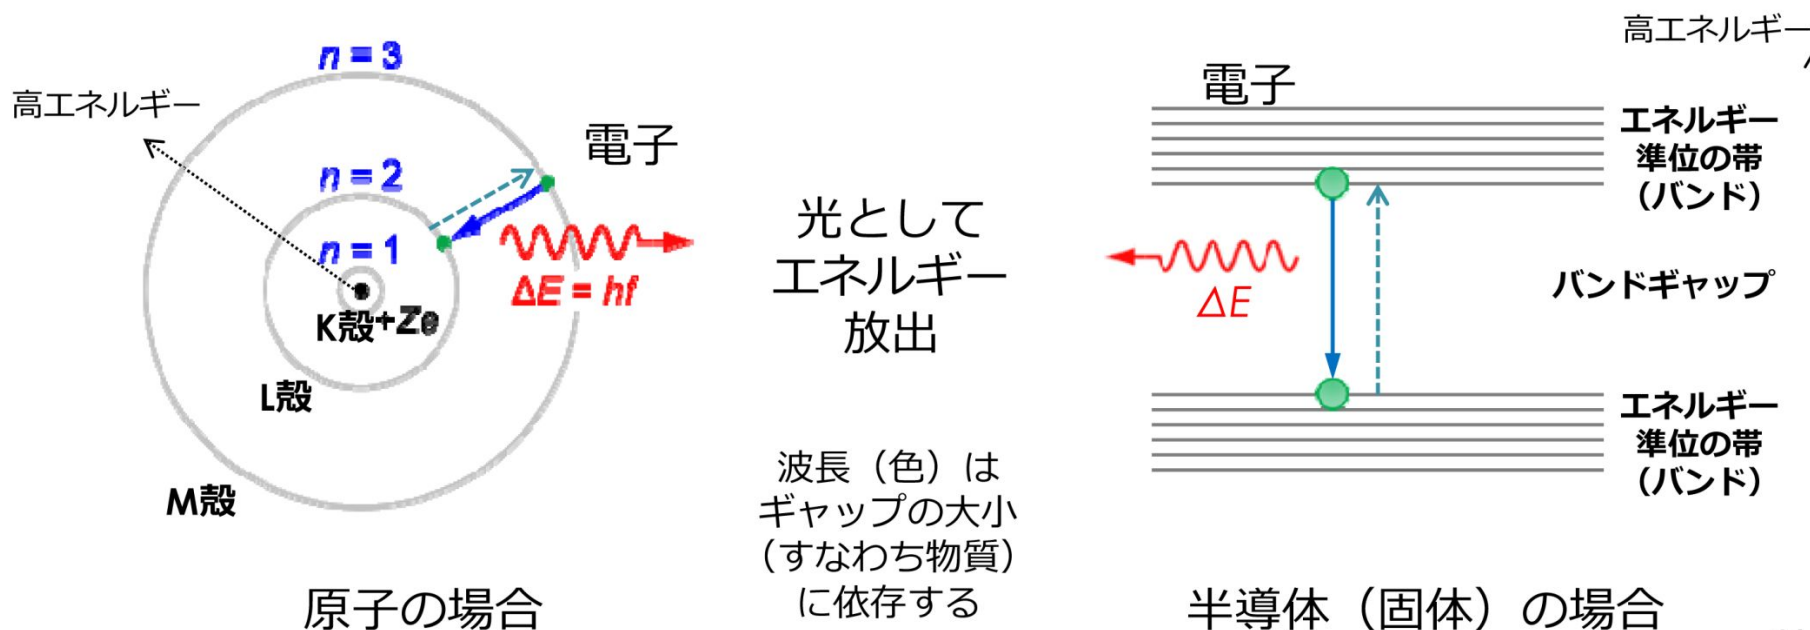 n = 3
高エネルギー
電子
n = 2
n = 1
ΔE = hf
K殻+Ze
L殻
M殻
原子の場合
光として
エネルギー
放出
波長（色）は
ギャップの大小
（すなわち物質）
に依存する
高エネルギー
電子
エネルギー
準位の帯
（バンド）
バンドギャップ
ΔE
エネルギー
準位の帯
（バンド）
半導体（固体）の場合